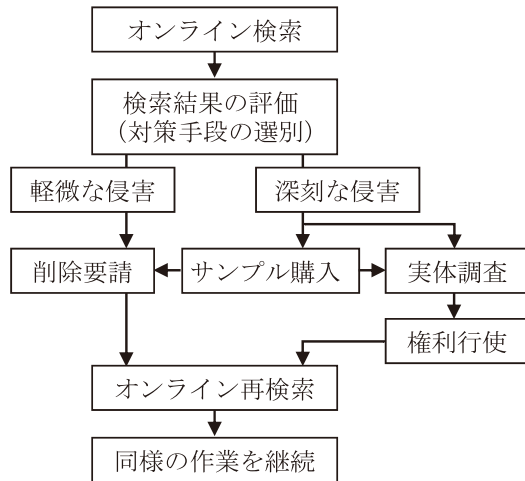 オンライン検索
検索結果の評価
（対策手段の選別）
軽微な侵害
深刻な侵害
削除要請
サンプル購入
実体調査
権利行使
オンライン再検索
同様の作業を継続